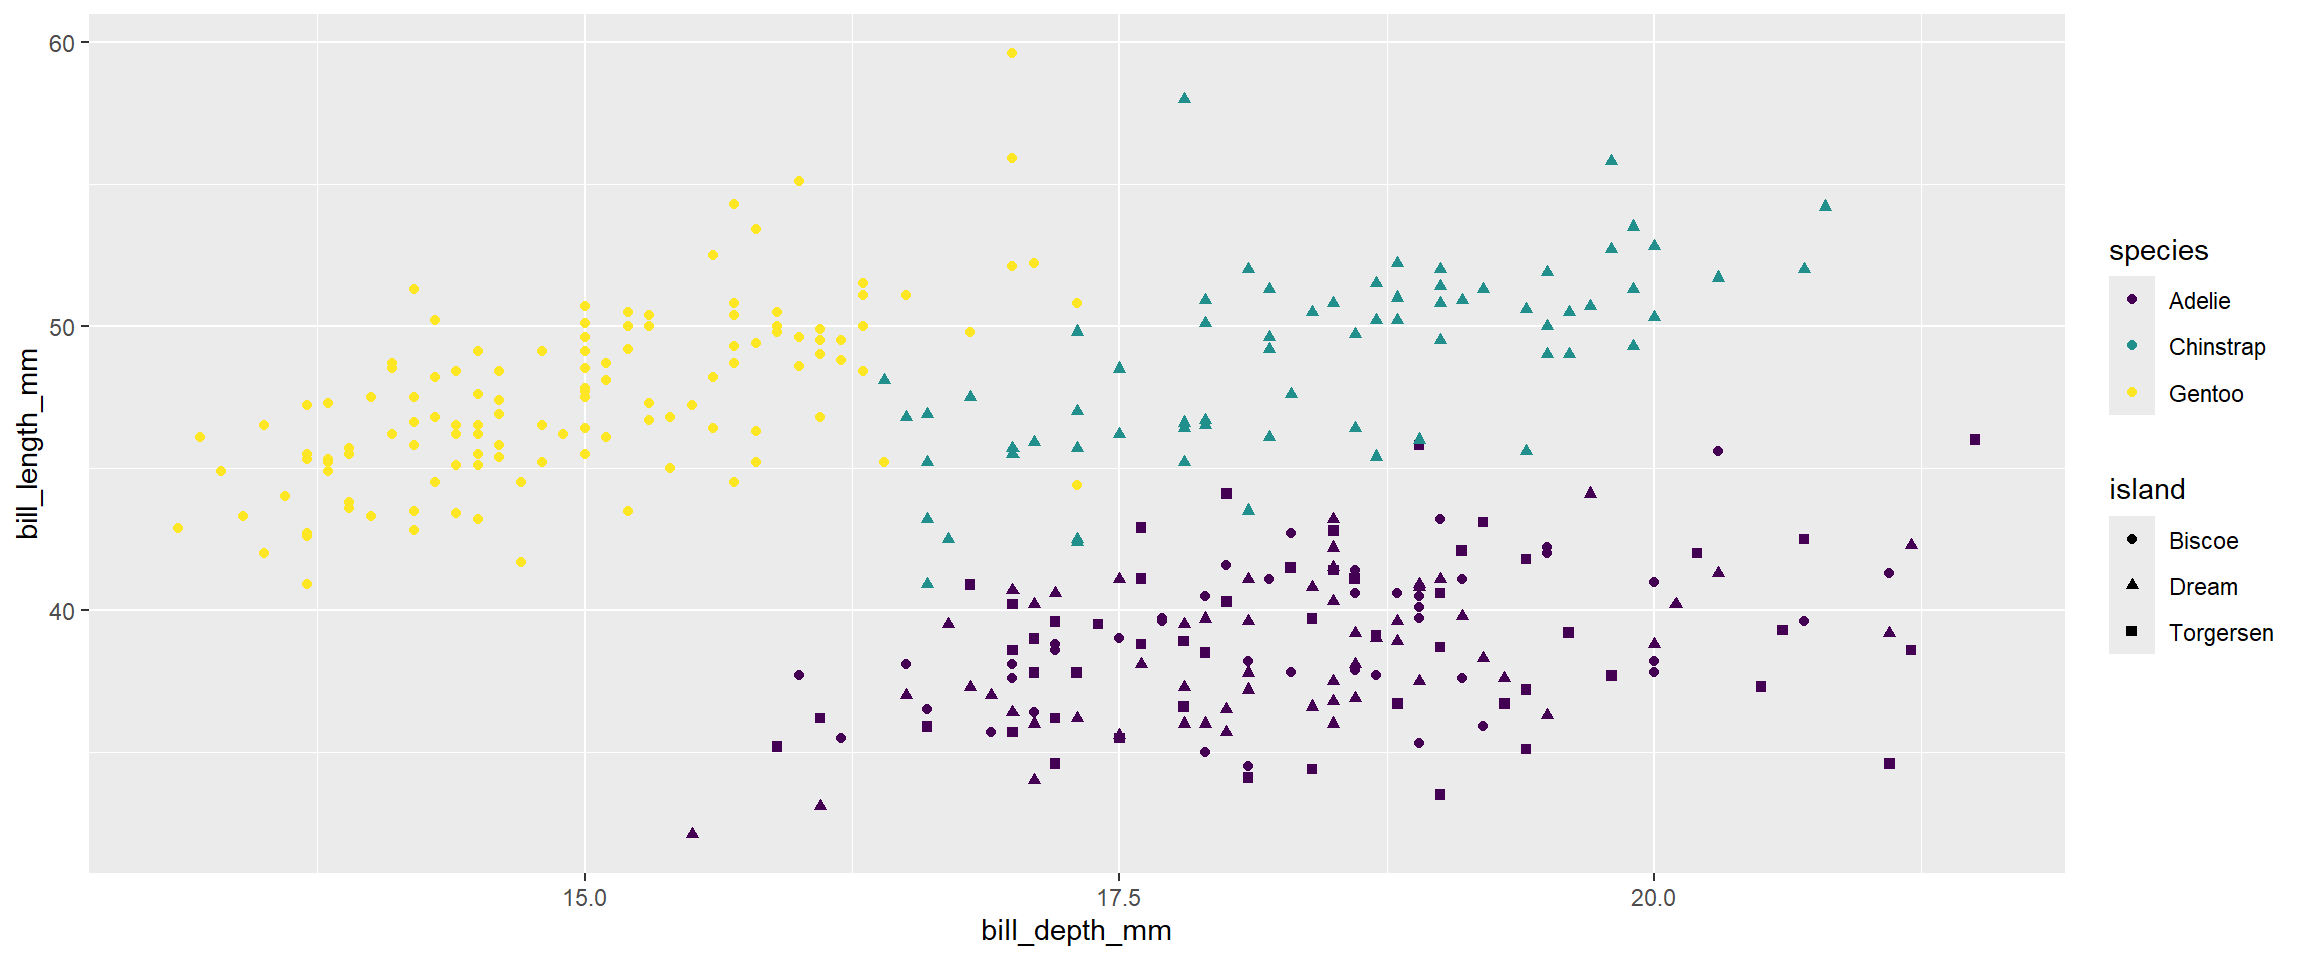 60
50
40
bill_length_mm
15.0
17.5
20.0
bill_depth_mm
species
Adelie
Chinstrap
Gentoo
island
Biscoe
Dream
Torgersen